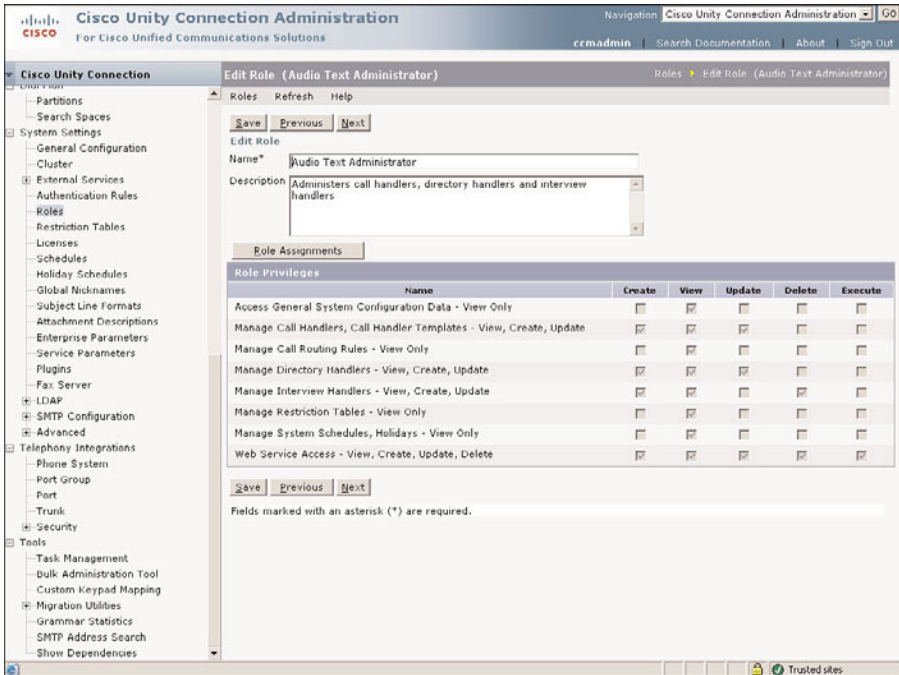 Cisco Unity Connection Administration
For Cisco Unified Communications Solutions
CISCO
Navigation Cisco Unity Connection Administration Go
ccmadmin | Search Documentation | About | Sign Out
Cisco Unity Connection
Dial Plan
Partitions
Search Spaces
System Settings
General Configuration
Cluster
External Services
Authentication Rules
Roles
Restriction Tables
Licenses
Schedules
Holiday Schedules
Global Nicknames
Subject Line Formats
Attachment Descriptions
Enterprise Parameters
Service Parameters
Plugins
Fax Server
LDAP
SMTP Configuration
Advanced
Telephony Integrations
Phone System
Port Group
Port
Trunk
Security
Tools
Task Management
Bulk Administration Tool
Custom Keypad Mapping
Migration Utilities
Grammar Statistics
SMTP Address Search
Show Dependencies
Edit Role (Audio Text Administrator)
Roles Edit Role (Audio Text Administrator)
Roles Refresh Help
Save Previous Next
Edit Role
Name* Audio Text Administrator
Description Administers call handlers, directory handlers and interview
handlers
Role Assignments
Role Privileges
Name Create View Update Delete Execute
Access General System Configuration Data - View Only
Manage Call Handlers, Call Handler Templates - View, Create, Update
Manage Call Routing Rules - View Only
Manage Directory Handlers - View, Create, Update
Manage Interview Handlers - View, Create, Update
Manage Restriction Tables - View Only
Manage System Schedules, Holidays - View Only
Web Service Access - View, Create, Update, Delete
Save Previous Next
Fields marked with an asterisk (*) are required.
Trusted sites